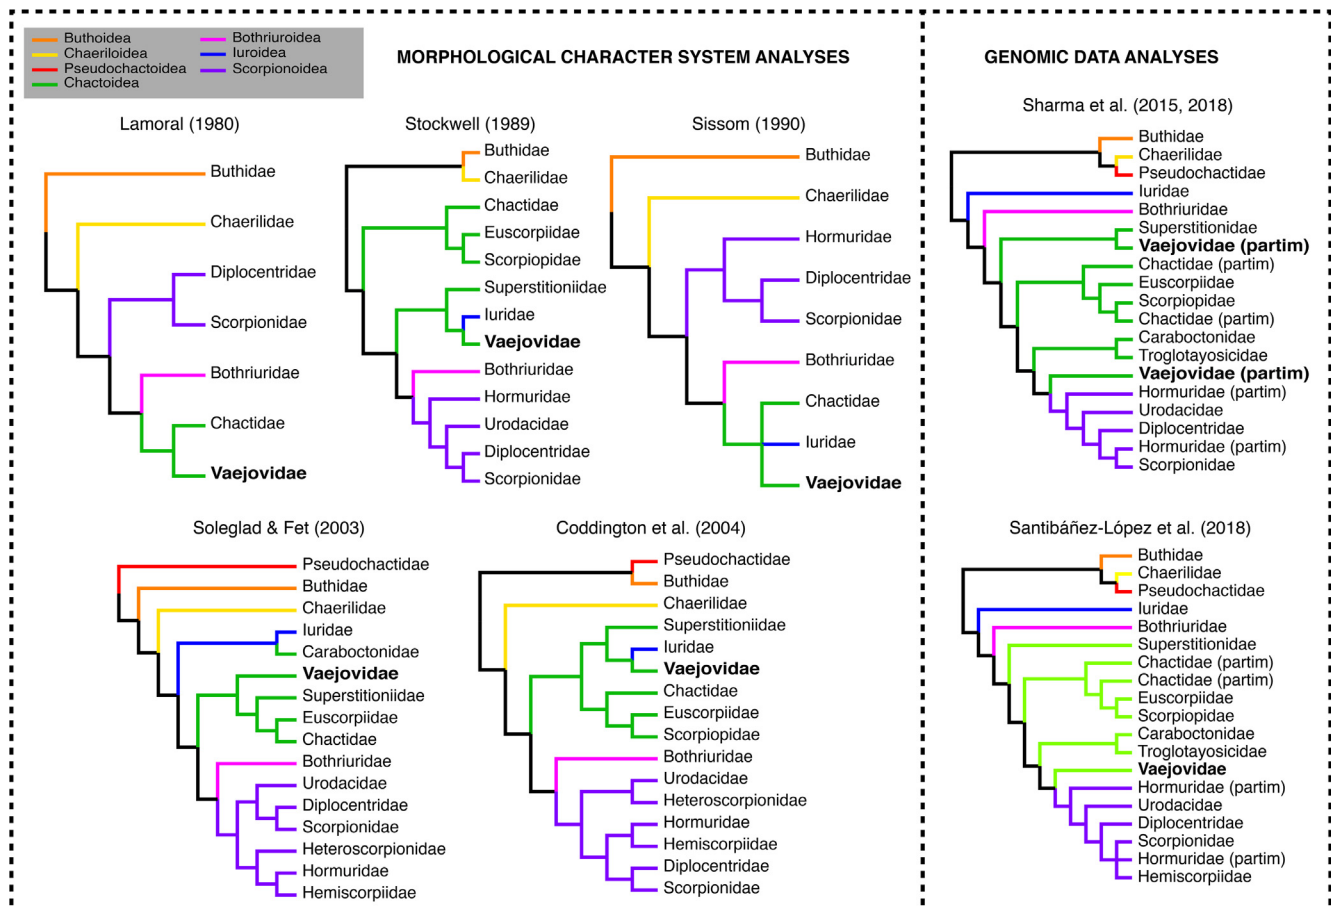 Buthoidea
Chaeriloidea
Pseudochactoidea
Chactoidea
Bothriuroidea
Iuroidea
Scorpionoidea
MORPHOLOGICAL CHARACTER SYSTEM ANALYSES
Lamoral (1980)
Buthidae
Chaerilidae
Diplocentridae
Scorpionidae
Bothriuridae
Chactidae
Vaejovidae
Stockwell (1989)
Buthidae
Chaerilidae
Chactidae
Euscorpiidae
Scorpiopidae
Superstitioniidae
Iuridae
Vaejovidae
Bothriuridae
Hormuridae
Urodacidae
Diplocentridae
Scorpionidae
Sissom (1990)
Buthidae
Chaerilidae
Hormuridae
Diplocentridae
Scorpionidae
Bothriuridae
Chactidae
Iuridae
Vaejovidae
Soleglad & Fet (2003)
Pseudochactidae
Buthidae
Chaerilidae
Iuridae
Caraboctonidae
Vaejovidae
Superstitioniidae
Euscorpiidae
Chactidae
Bothriuridae
Urodacidae
Diplocentridae
Scorpionidae
Heteroscorpionidae
Hormuridae
Hemiscorpiidae
Coddington et al. (2004)
Pseudochactidae
Buthidae
Chaerilidae
Superstitioniidae
Iuridae
Vaejovidae
Chactidae
Euscorpiidae
Scorpiopidae
Bothriuridae
Urodacidae
Heteroscorpionidae
Hormuridae
Hemiscorpiidae
Diplocentridae
Scorpionidae
GENOMIC DATA ANALYSES
Sharma et al. (2015, 2018)
Buthidae
Chaerilidae
Pseudochactidae
Iuridae
Bothriuridae
Superstitionidae
Vaejovidae (partim)
Chactidae (partim)
Euscorpiidae
Scorpiopidae
Chactidae (partim)
Caraboctonidae
Troglotayosicidae
Vaejovidae (partim)
Hormuridae (partim)
Urodacidae
Diplocentridae
Hormuridae (partim)
Scorpionidae
Santibáñez-López et al. (2018)
Buthidae
Chaerilidae
Pseudochactidae
Iuridae
Bothriuridae
Superstitionidae
Chactidae (partim)
Chactidae (partim)
Euscorpiidae
Scorpiopidae
Caraboctonidae
Troglotayosicidae
Vaejovidae
Hormuridae (partim)
Urodacidae
Diplocentridae
Scorpionidae
Hormuridae (partim)
Hemiscorpiidae